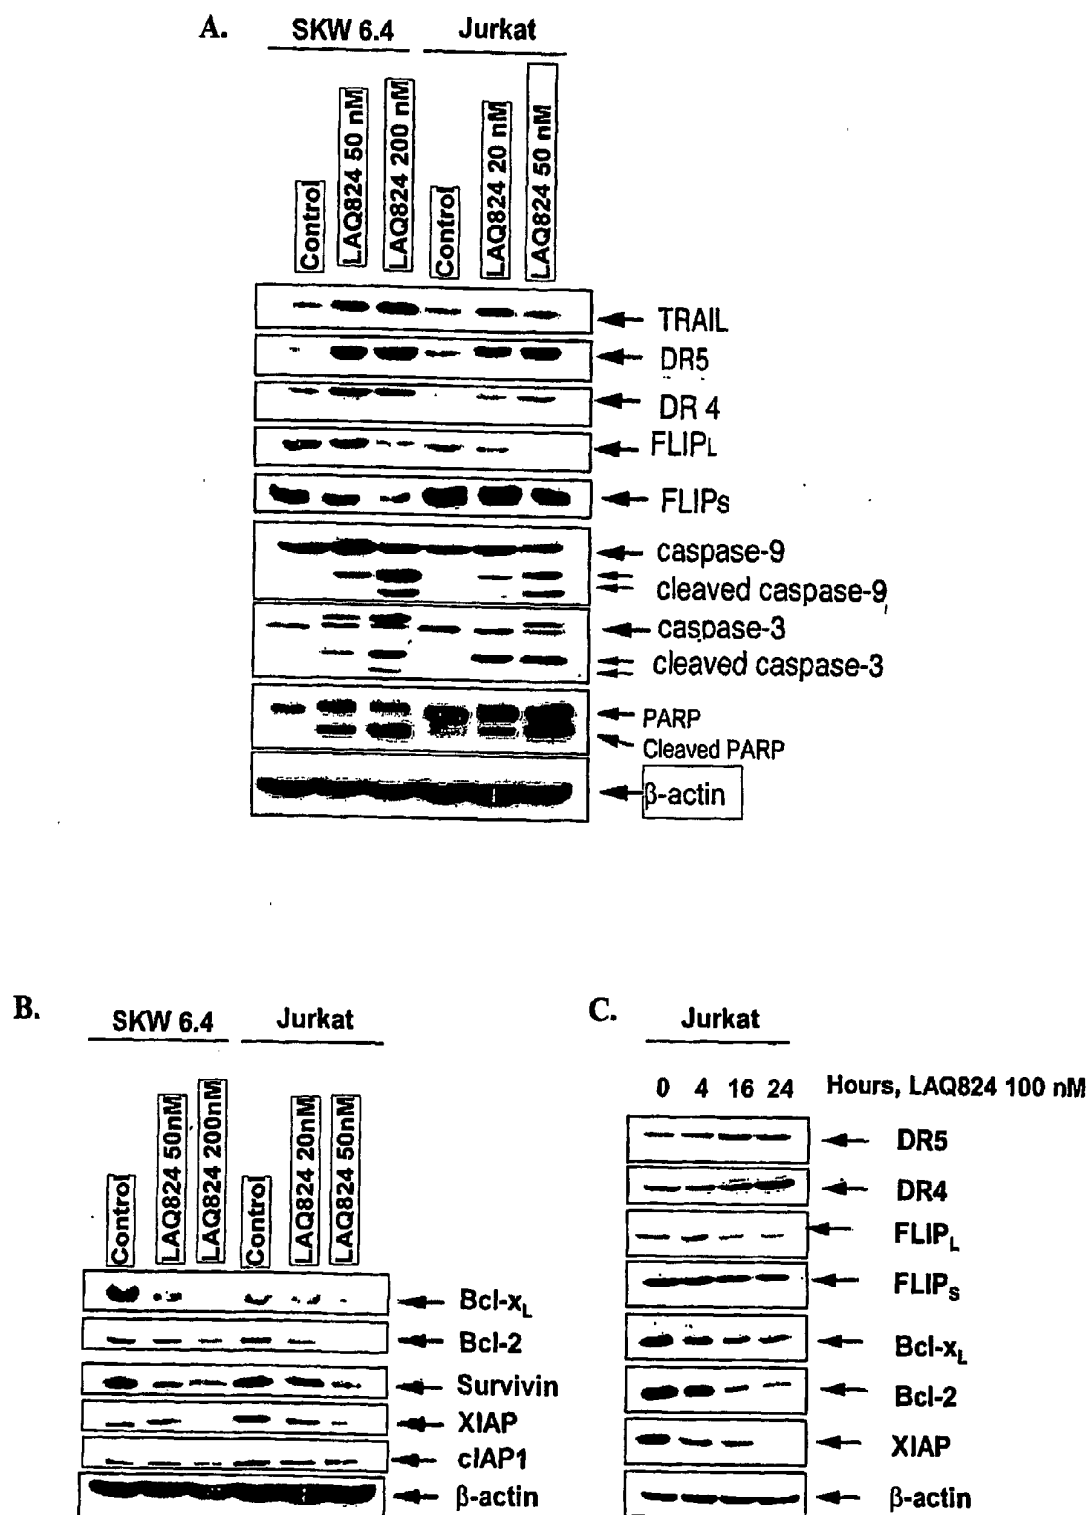 A.
SKW 6.4 Jurkat
Control
LAQ824 50 nM
LAQ824 200 nM
Control
LAQ824 20 nM
LAQ824 50 nM
TRAIL
DR5
DR 4
FLIPL
FLIPs
caspase-9
cleaved caspase-9
caspase-3
cleaved caspase-3
PARP
Cleaved PARP
β-actin
B.
SKW 6.4 Jurkat
Control
LAQ824 50nM
LAQ824 200nM
Control
LAQ824 20nM
LAQ824 50nM
Bcl-xL
Bcl-2
Survivin
XIAP
cIAP1
β-actin
C.
Jurkat
0 4 16 24 Hours, LAQ824 100 nM
DR5
DR4
FLIPL
FLIPS
Bcl-xL
Bcl-2
XIAP
β-actin